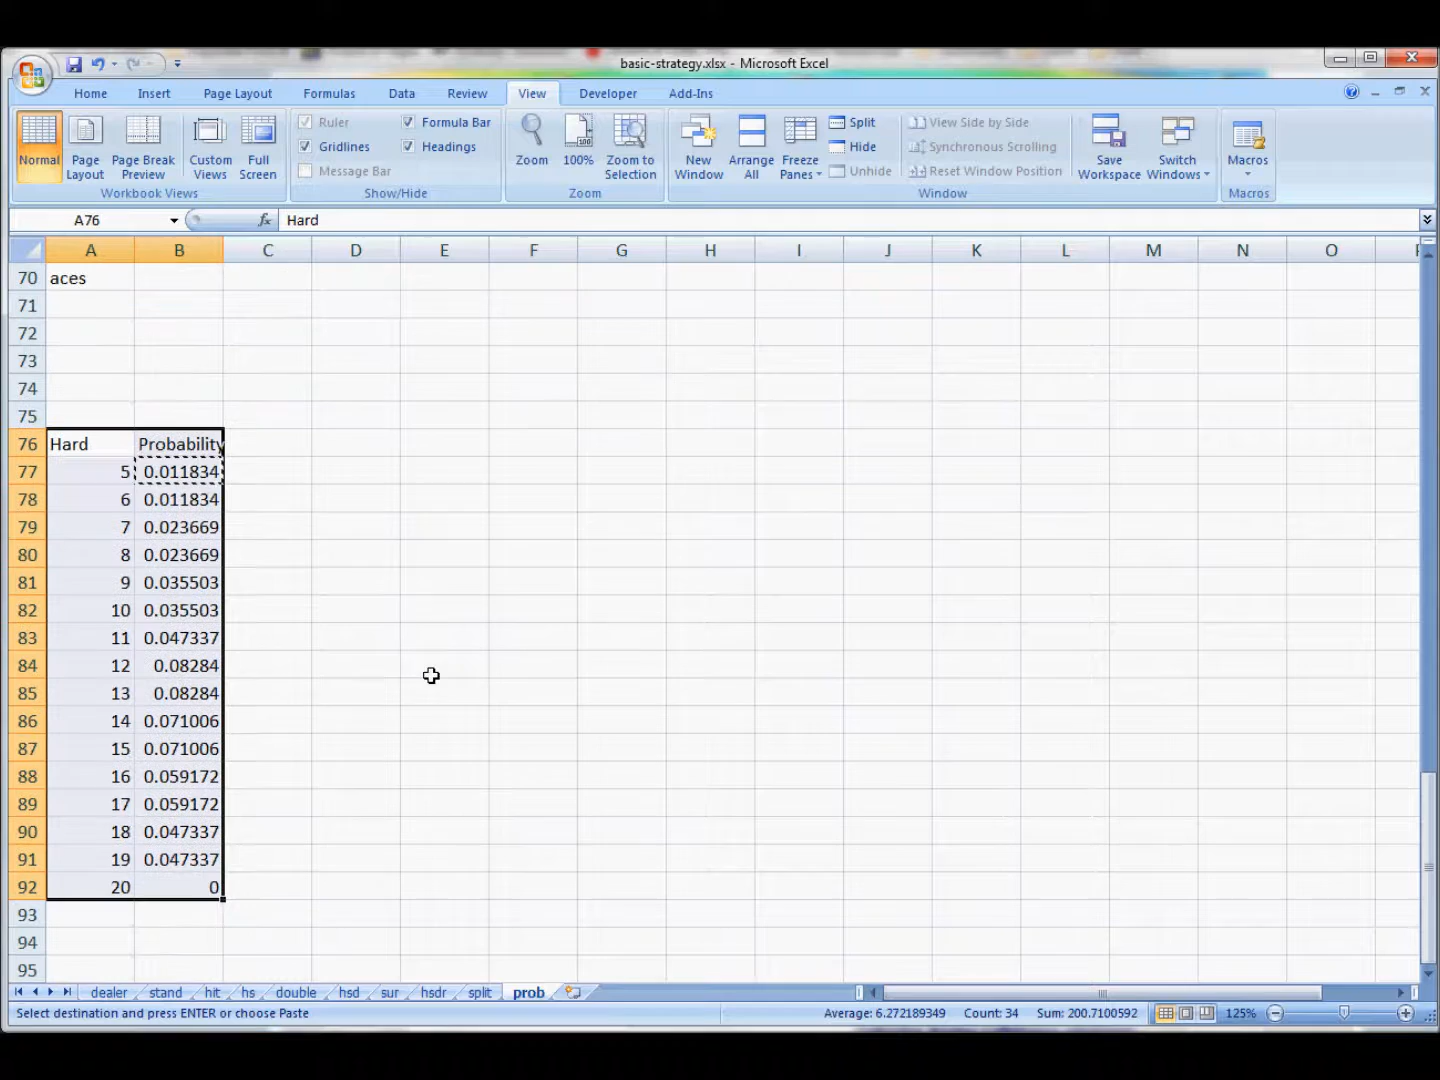 basic-strategy.xlsx - Microsoft Excel
Home Insert Page Layout Formulas Data Review View Developer Add-Ins
Normal
Page Layout
Page Break Preview
Custom Views
Full Screen
Workbook Views
Ruler
Formula Bar
Gridlines
Headings
Message Bar
Show/Hide
Zoom
100%
Zoom to Selection
Zoom
New Window
Arrange All
Freeze Panes
Split
Hide
Unhide
View Side by Side
Synchronous Scrolling
Reset Window Position
Window
Save Workspace
Switch Windows
Macros
Macros
A76 fx Hard
A B C D E F G H I J K L M N O
70 aces
71
72
73
74
75
76 Hard Probability
77 5 0.011834
78 6 0.011834
79 7 0.023669
80 8 0.023669
81 9 0.035503
82 10 0.035503
83 11 0.047337
84 12 0.08284
85 13 0.08284
86 14 0.071006
87 15 0.071006
88 16 0.059172
89 17 0.059172
90 18 0.047337
91 19 0.047337
92 20 0
93
94
95
dealer stand hit hs double hsd sur hsdr split prob
Select destination and press ENTER or choose Paste Average: 6.272189349 Count: 34 Sum: 200.7100592 125%